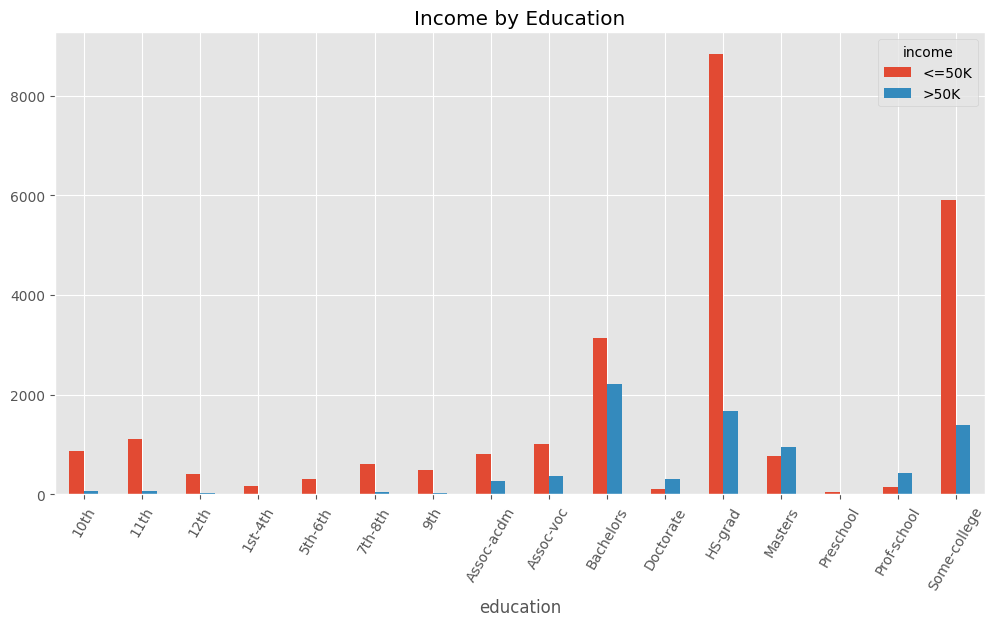 Income by Education
income
<=50K
>50K
8000
6000
4000
2000
0
10th
11th
12th
1st-4th
5th-6th
7th-8th
9th
Assoc-acdm
Assoc-voc
Bachelors
Doctorate
HS-grad
Masters
Preschool
Prof-school
Some-college
education